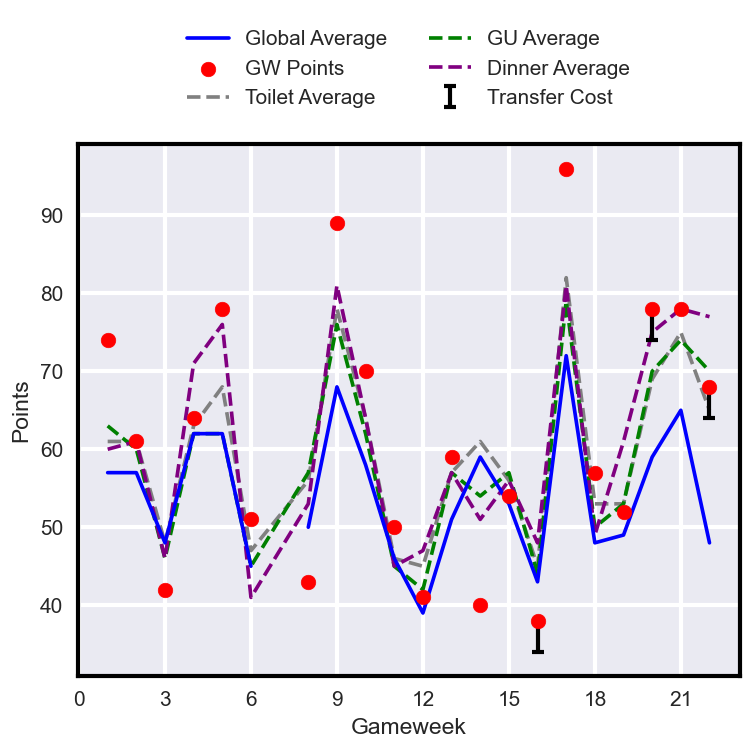 Global Average
GW Points
Toilet Average
GU Average
Dinner Average
Transfer Cost
Points
90
80
70
60
50
40
0 3 6 9 12 15 18 21
Gameweek